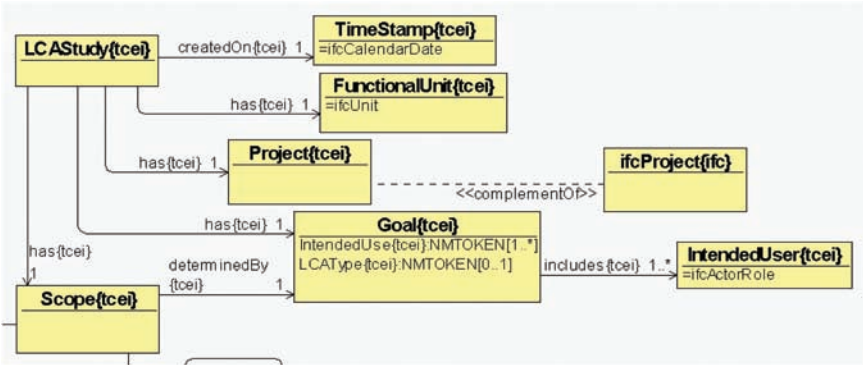 LCAStudy{tcei}
createdOn{tcei} 1
TimeStamp{tcei}
=ifcCalendarDate
has{tcei} 1
FunctionalUnit{tcei}
=ifcUnit
has{tcei} 1
Project{tcei}
<<complementOf>>
ifcProject{ifc}
has{tcei} 1
Goal{tcei}
IntendedUse{tcei}:NMTOKEN[1..*]
LCAType{tcei}:NMTOKEN[0..1]
includes{tcei} 1..*
IntendedUser{tcei}
=ifcActorRole
has{tcei}
1
determinedBy
{tcei} 1
Scope{tcei}